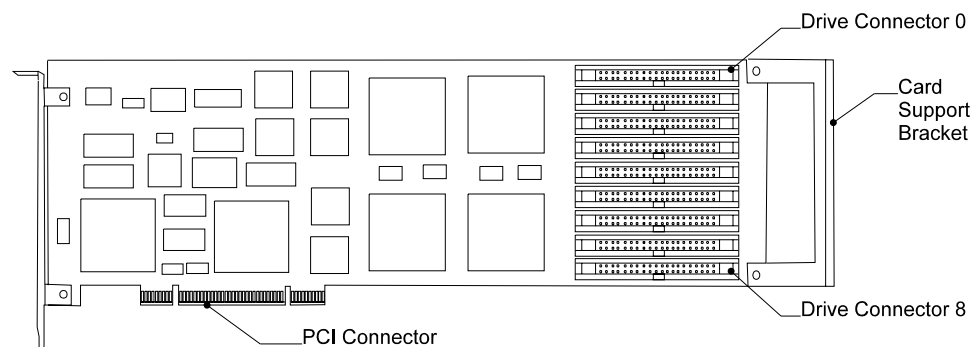 Drive Connector 0
Card
Support
Bracket
Drive Connector 8
PCI Connector